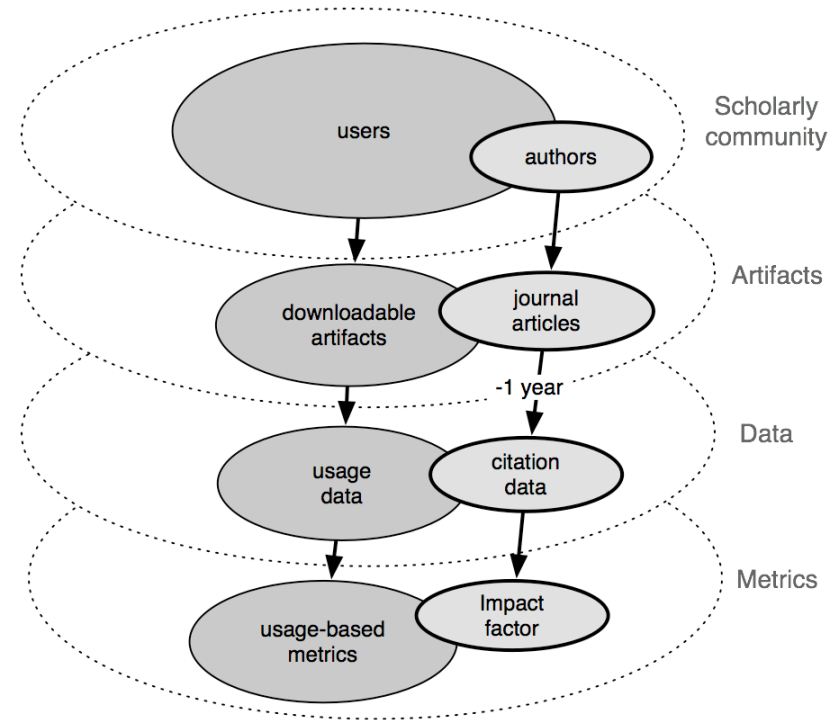 users
authors
Scholarly
community
downloadable
artifacts
journal
articles
Artifacts
-1 year
usage
data
citation
data
Data
usage-based
metrics
Impact
factor
Metrics